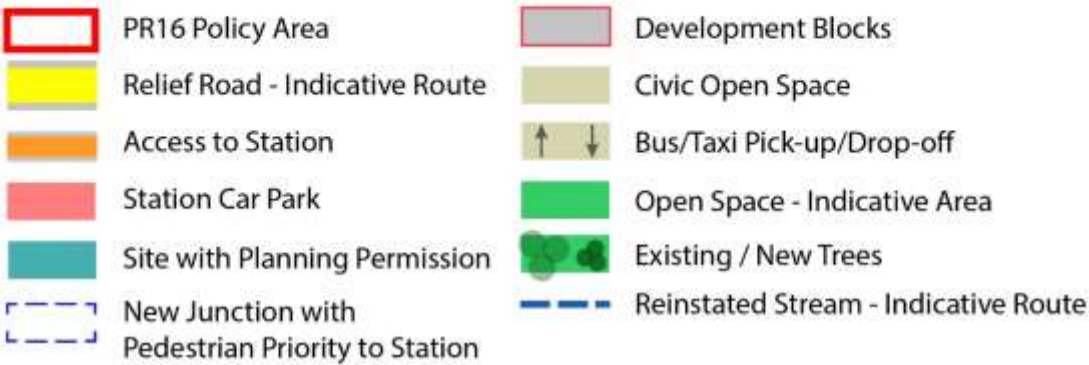 PR16 Policy Area
Relief Road - Indicative Route
Access to Station
Station Car Park
Site with Planning Permission
New Junction with
Pedestrian Priority to Station
Development Blocks
Civic Open Space
Bus/Taxi Pick-up/Drop-off
Open Space - Indicative Area
Existing / New Trees
Reinstated Stream - Indicative Route